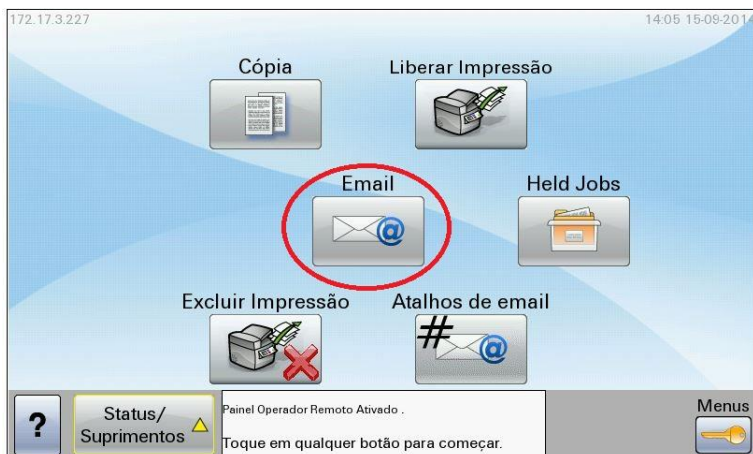 172.17.3.227
14:05 15-09-2014
Cópia
Liberar Impressão
Email
Held Jobs
Excluir Impressão
Atalhos de email
#
@
?
Status/
Suprimentos
Painel Operador Remoto Ativado .
Toque em qualquer botão para começar.
Menus